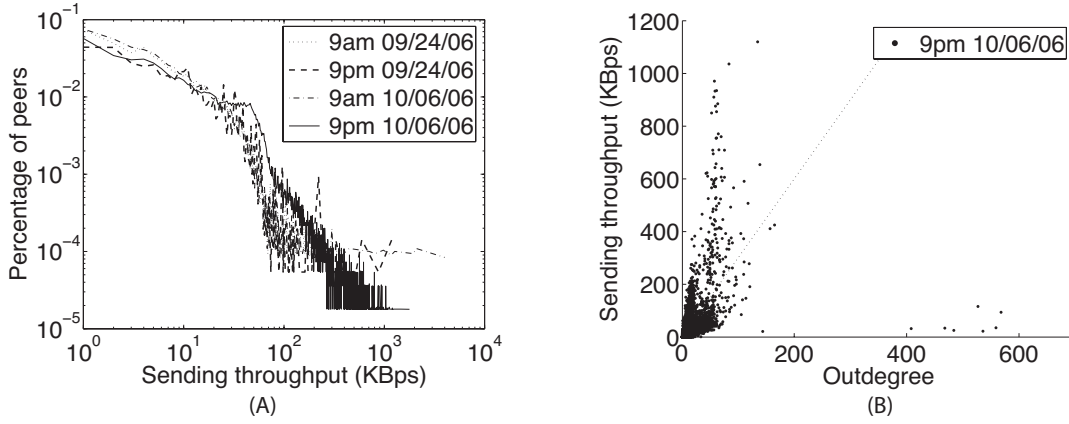 10^-1
10^-2
10^-3
10^-4
10^-5
Percentage of peers
9am 09/24/06
9pm 09/24/06
9am 10/06/06
9pm 10/06/06
10^0 10^1 10^2 10^3 10^4
Sending throughput (KBps)
(A)
1200
1000
800
600
400
200
0
Sending throughput (KBps)
9pm 10/06/06
0 200 400 600
Outdegree
(B)